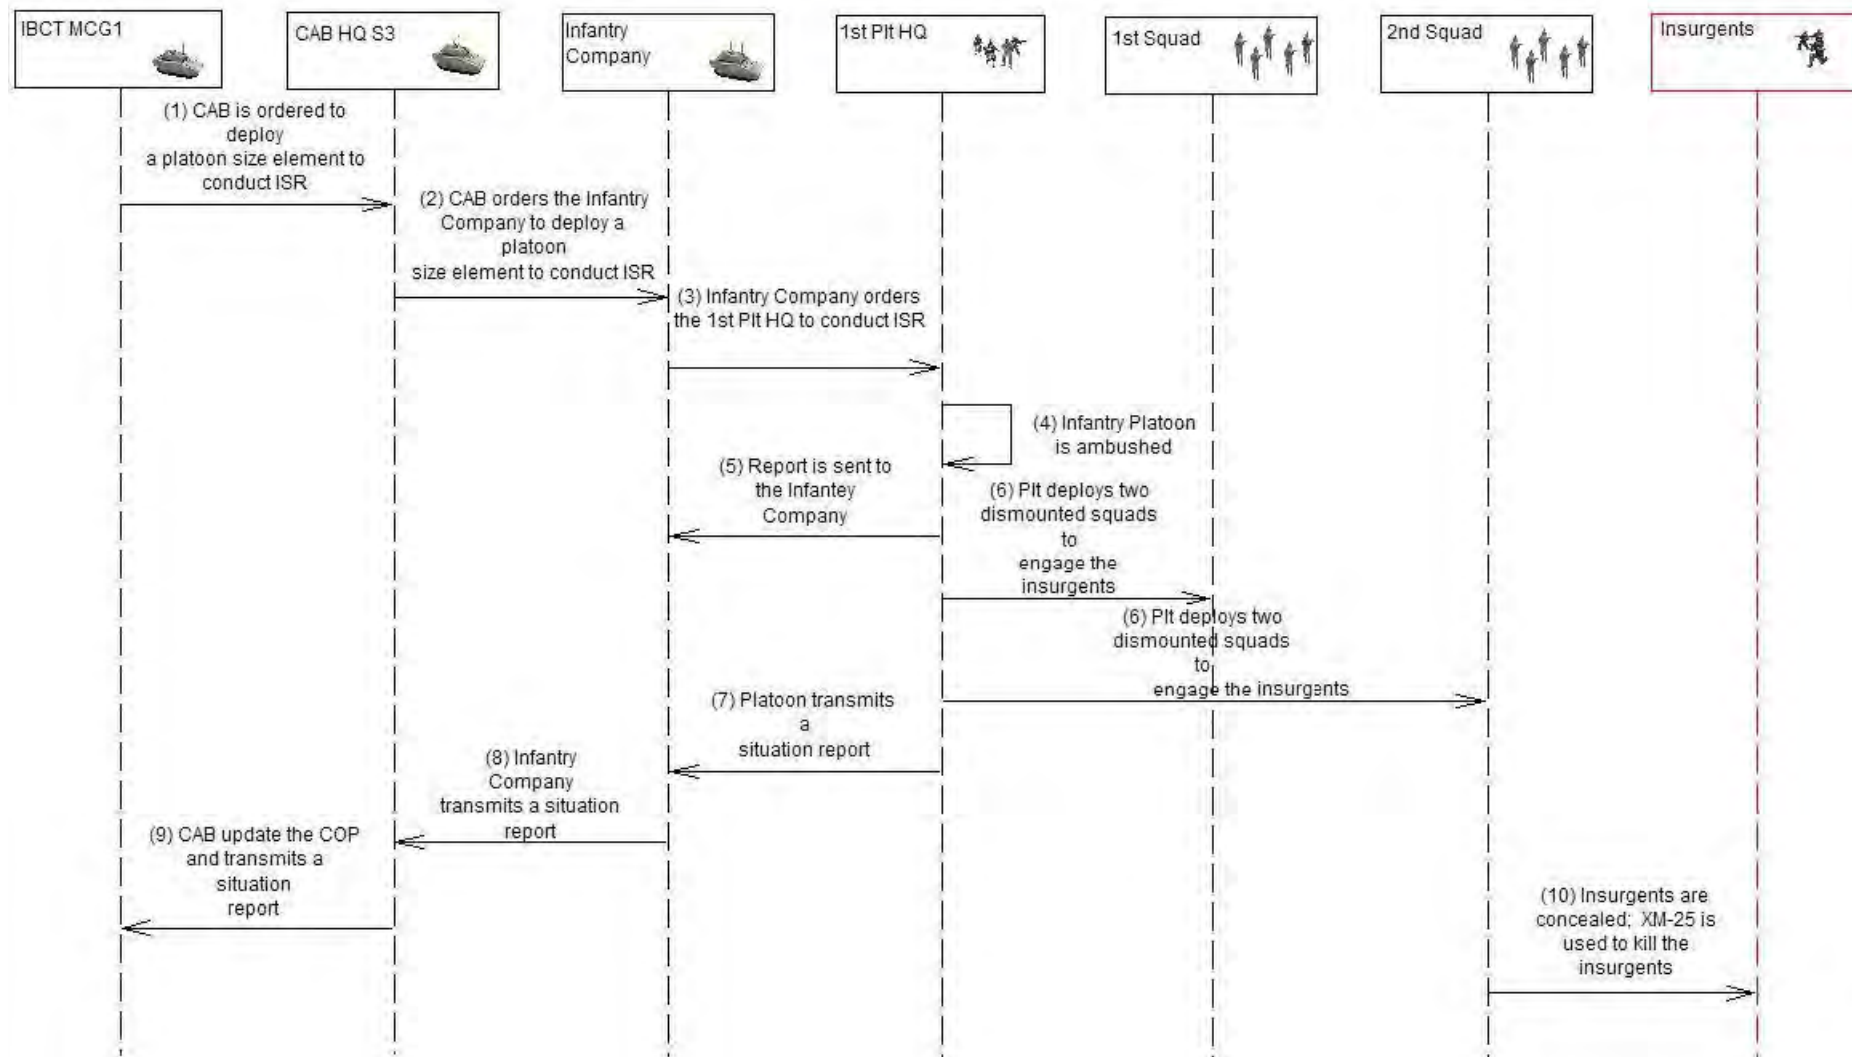 IBCT MCG1
CAB HQ S3
Infantry
Company
1st Plt HQ
1st Squad
2nd Squad
Insurgents
(1) CAB is ordered to
deploy
a platoon size element to
conduct ISR
(2) CAB orders the Infantry
Company to deploy a
platoon
size element to conduct ISR
(3) Infantry Company orders
the 1st Plt HQ to conduct ISR
(4) Infantry Platoon
is ambushed
(5) Report is sent to
the Infantey
Company
(6) Plt deploys two
dismounted squads
to
engage the
insurgents
(6) Plt deploys two
dismounted squads
to
engage the insurgents
(7) Platoon transmits
a
situation report
(8) Infantry
Company
transmits a situation
report
(9) CAB update the COP
and transmits a
situation
report
(10) Insurgents are
concealed; XM-25 is
used to kill the
insurgents